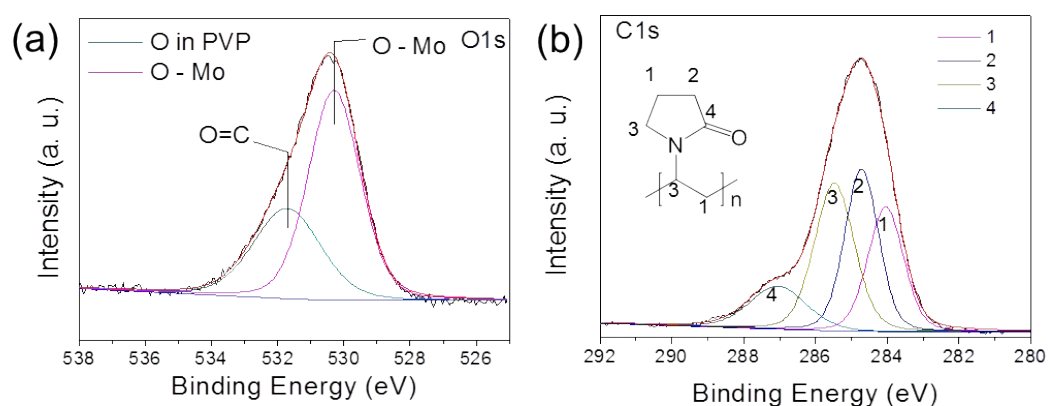 (a)
O in PVP
O - Mo
O - Mo
O1s
O=C
Intensity (a. u.)
538 536 534 532 530 528 526
Binding Energy (eV)
(b)
C1s
1
2
3
4
1 2
4
3
O
N
3
1
n
3
2
1
4
Intensity (a. u.)
292 290 288 286 284 282 280
Binding Energy (eV)